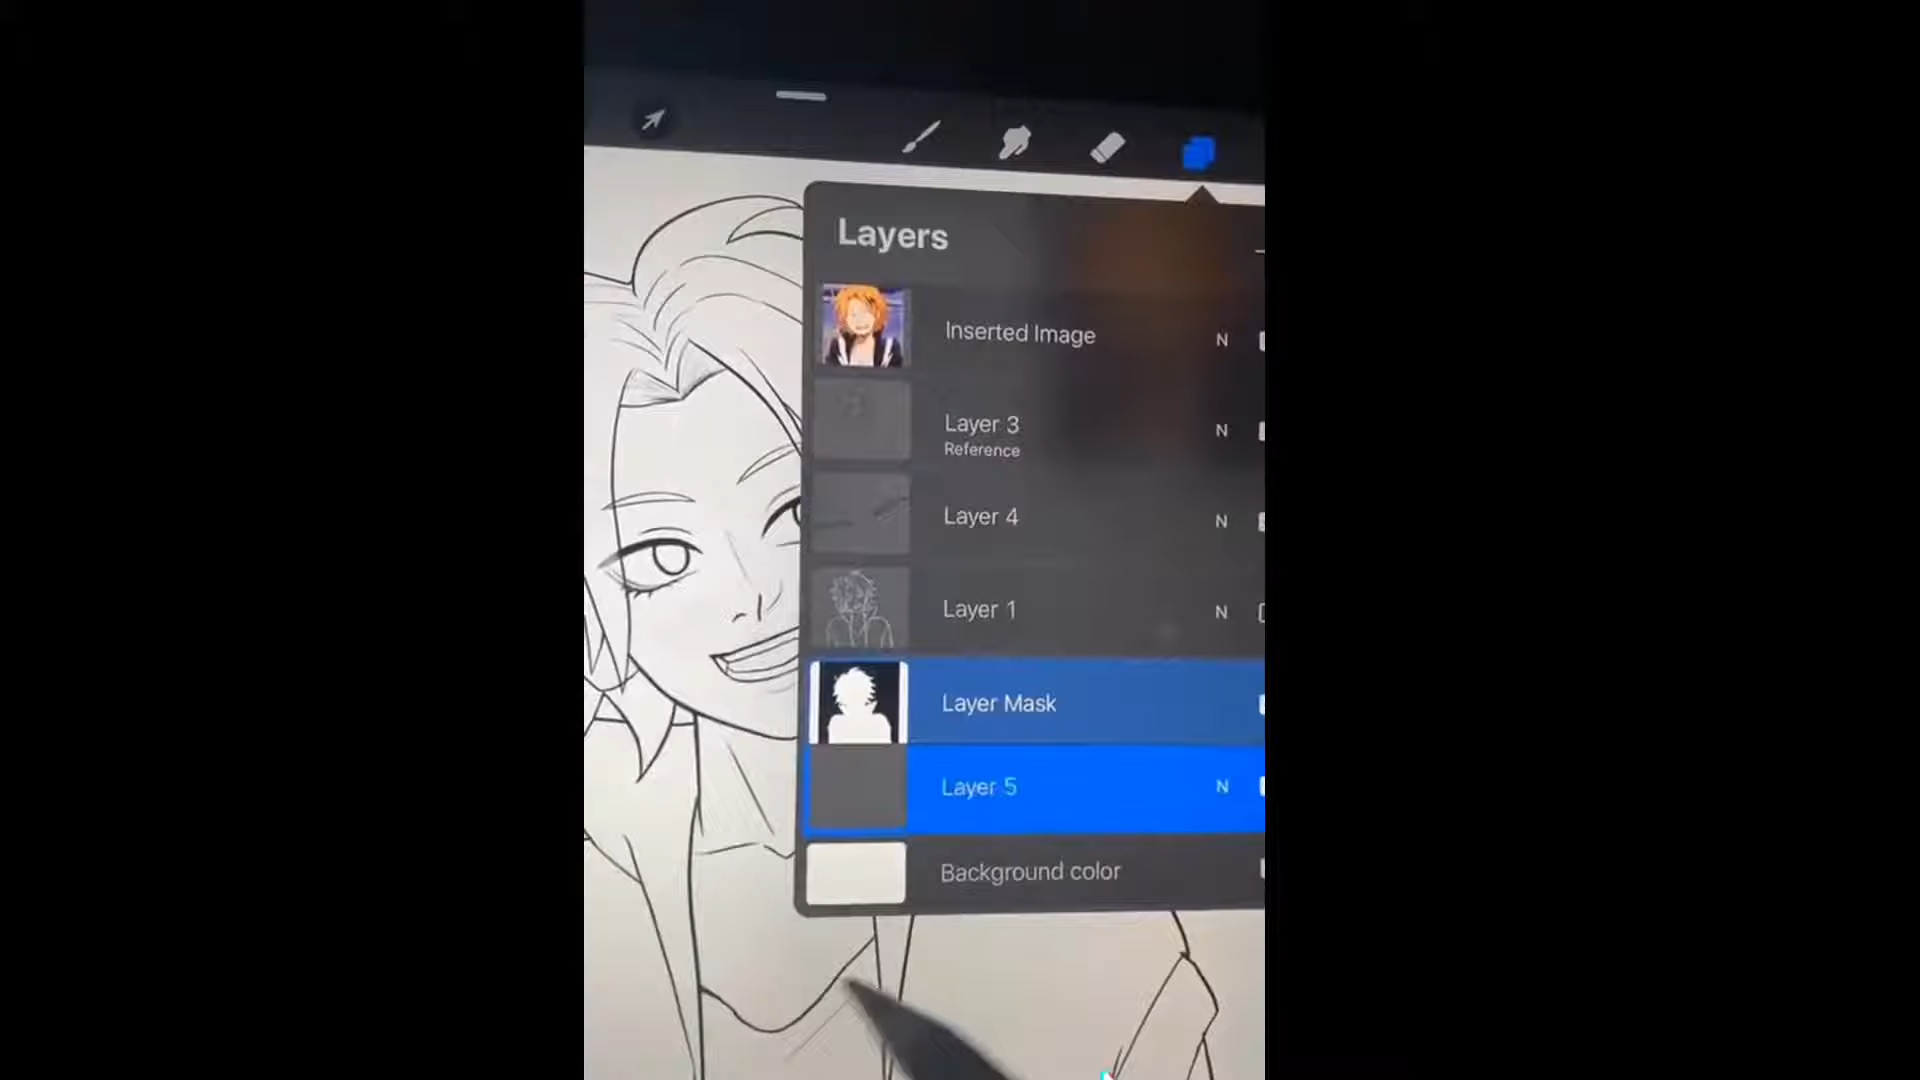 Layers
Inserted Image
N
Layer 3
N
Reference
Layer 4
N
Layer 1
N
Layer Mask
Layer 5
N
Background color